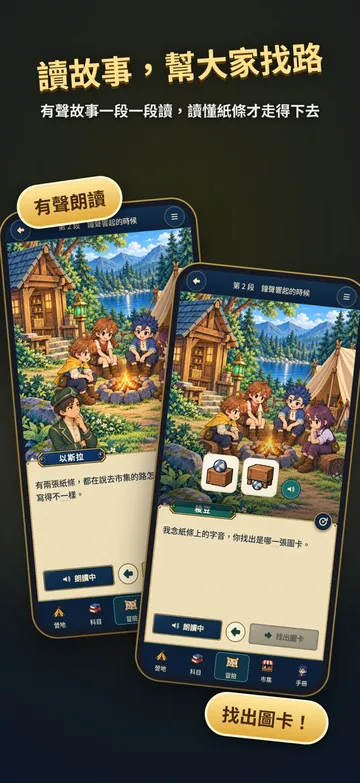 讀故事，幫大家找路
有聲故事一段一段讀，讀懂紙條才走得下去
有聲朗讀
第 2 段 鐘聲響起的時候
以斯拉
有兩張紙條，都在說去市集的路怎
寫得不一樣。
朗讀中
營地
科目
冒險
第 2 段 鐘聲響起的時候
我念紙條上的字音，你找出是哪一張圖卡。
朗讀中
找出圖卡
營地
科目
冒險
市集
手冊
找出圖卡！